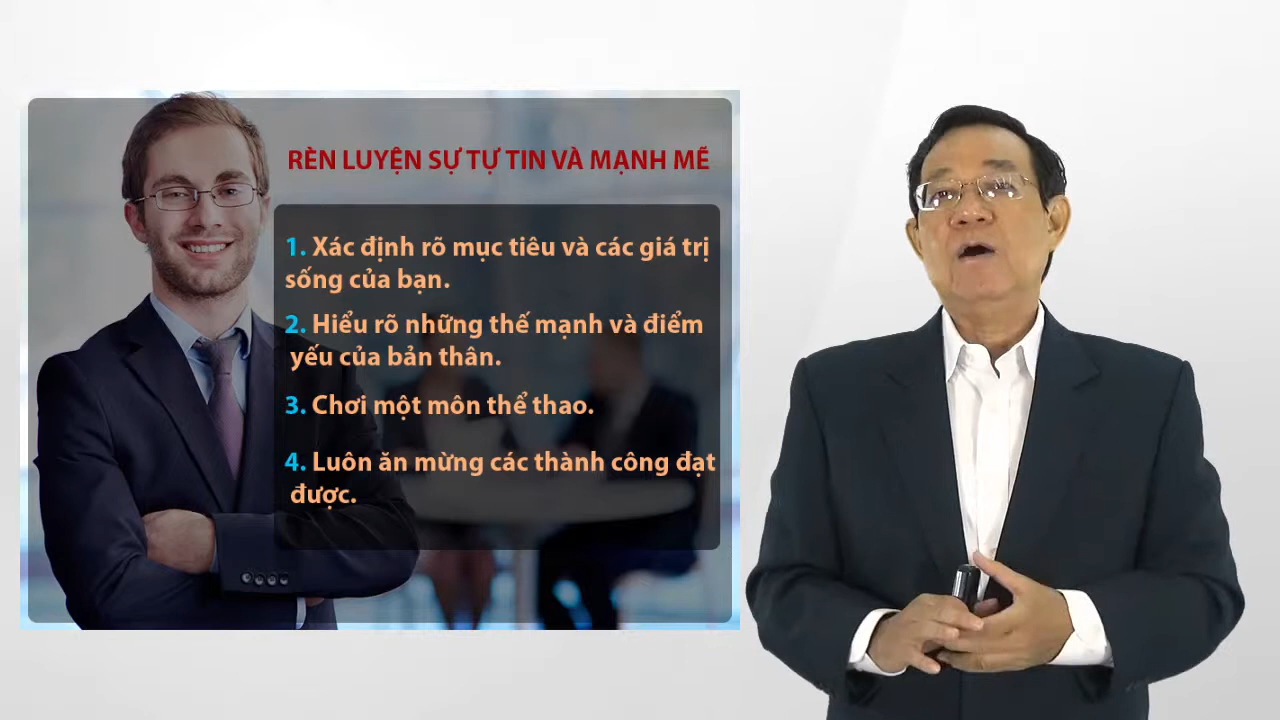 RÈN LUYỆN SỰ TỰ TIN VÀ MẠNH MẼ
1. Xác định rõ mục tiêu và các giá trị
sống của bạn.
2. Hiểu rõ những thế mạnh và điểm
yếu của bản thân.
3. Chơi một môn thể thao.
4. Luôn ăn mừng các thành công đạt
được.